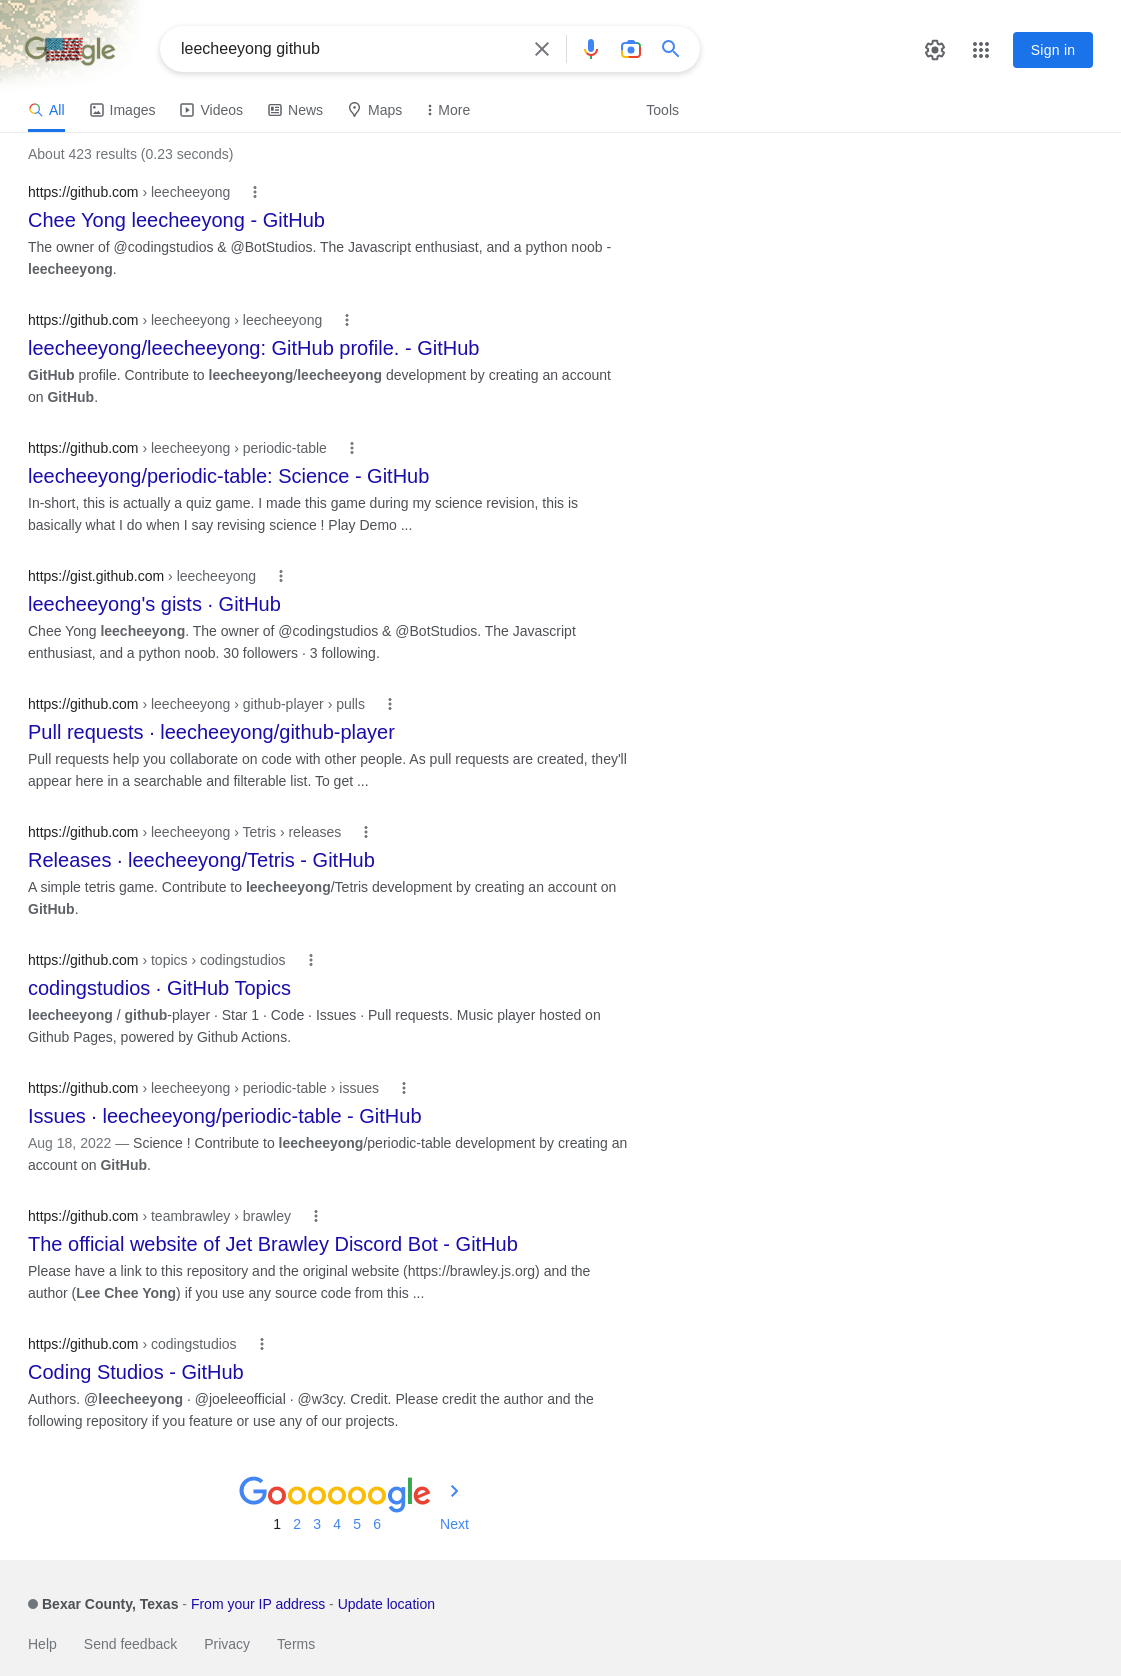 Google
leecheeyong github
Sign in
All Images Videos News Maps More Tools
About 423 results (0.23 seconds)
https://github.com › leecheeyong
Chee Yong leecheeyong - GitHub
The owner of @codingstudios & @BotStudios. The Javascript enthusiast, and a python noob -
leecheeyong.
https://github.com › leecheeyong › leecheeyong
leecheeyong/leecheeyong: GitHub profile. - GitHub
GitHub profile. Contribute to leecheeyong/leecheeyong development by creating an account
on GitHub.
https://github.com › leecheeyong › periodic-table
leecheeyong/periodic-table: Science - GitHub
In-short, this is actually a quiz game. I made this game during my science revision, this is
basically what I do when I say revising science ! Play Demo ...
https://gist.github.com › leecheeyong
leecheeyong's gists · GitHub
Chee Yong leecheeyong. The owner of @codingstudios & @BotStudios. The Javascript
enthusiast, and a python noob. 30 followers · 3 following.
https://github.com › leecheeyong › github-player › pulls
Pull requests · leecheeyong/github-player
Pull requests help you collaborate on code with other people. As pull requests are created, they'll
appear here in a searchable and filterable list. To get ...
https://github.com › leecheeyong › Tetris › releases
Releases · leecheeyong/Tetris - GitHub
A simple tetris game. Contribute to leecheeyong/Tetris development by creating an account on
GitHub.
https://github.com › topics › codingstudios
codingstudios · GitHub Topics
leecheeyong / github-player · Star 1 · Code · Issues · Pull requests. Music player hosted on
Github Pages, powered by Github Actions.
https://github.com › leecheeyong › periodic-table › issues
Issues · leecheeyong/periodic-table - GitHub
Aug 18, 2022 — Science ! Contribute to leecheeyong/periodic-table development by creating an
account on GitHub.
https://github.com › teambrawley › brawley
The official website of Jet Brawley Discord Bot - GitHub
Please have a link to this repository and the original website (https://brawley.js.org) and the
author (Lee Chee Yong) if you use any source code from this ...
https://github.com › codingstudios
Coding Studios - GitHub
Authors. @leecheeyong · @joeleeofficial · @w3cy. Credit. Please credit the author and the
following repository if you feature or use any of our projects.
Goooooogle
1 2 3 4 5 6 Next
Bexar County, Texas - From your IP address - Update location
Help Send feedback Privacy Terms